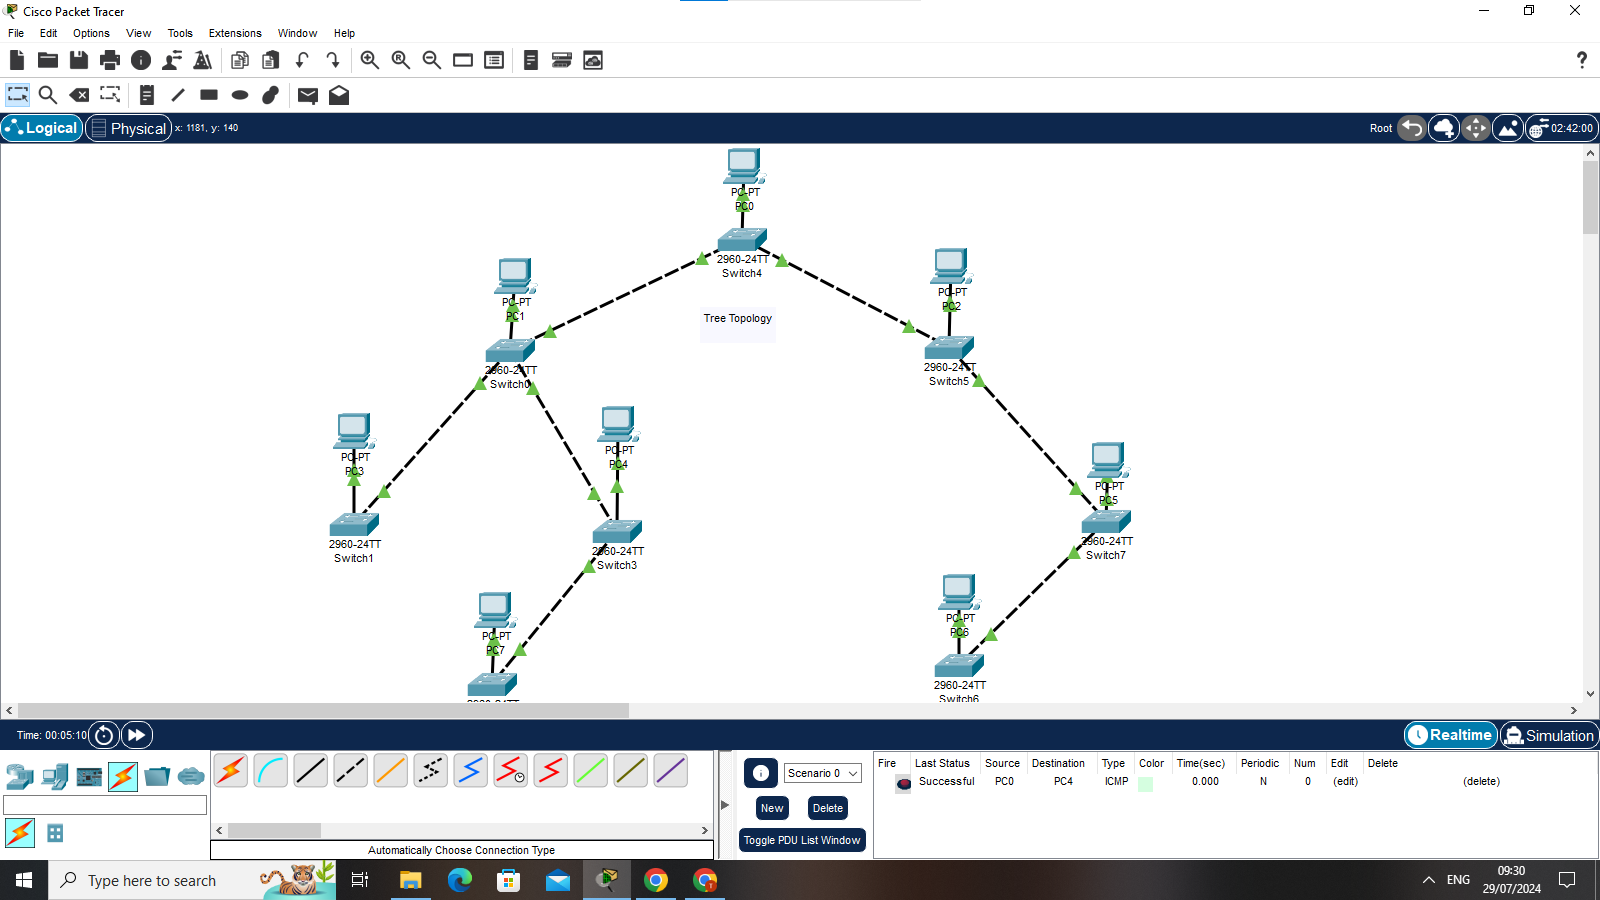 Cisco Packet Tracer
File Edit Options View Tools Extensions Window Help
Logical Physical x: 1181, y: 140 Root 02:42:00
PC-PT
PC0
2960-24TT
Switch4
PC-PT
PC1
PC-PT
PC2
Tree Topology
2960-24TT
Switch0
2960-24TT
Switch5
PC-PT
PC3
PC-PT
PC4
PC-PT
PC5
2960-24TT
Switch1
2960-24TT
Switch3
2960-24TT
Switch7
PC-PT
PC7
PC-PT
PC6
2960-24TT
Switch6
Time: 00:05:10 Realtime Simulation
Scenario 0
New Delete
Toggle PDU List Window
Fire Last Status Source Destination Type Color Time(sec) Periodic Num Edit Delete
Successful PC0 PC4 ICMP 0.000 N 0 (edit) (delete)
Automatically Choose Connection Type
Type here to search
ENG
09:30
29/07/2024